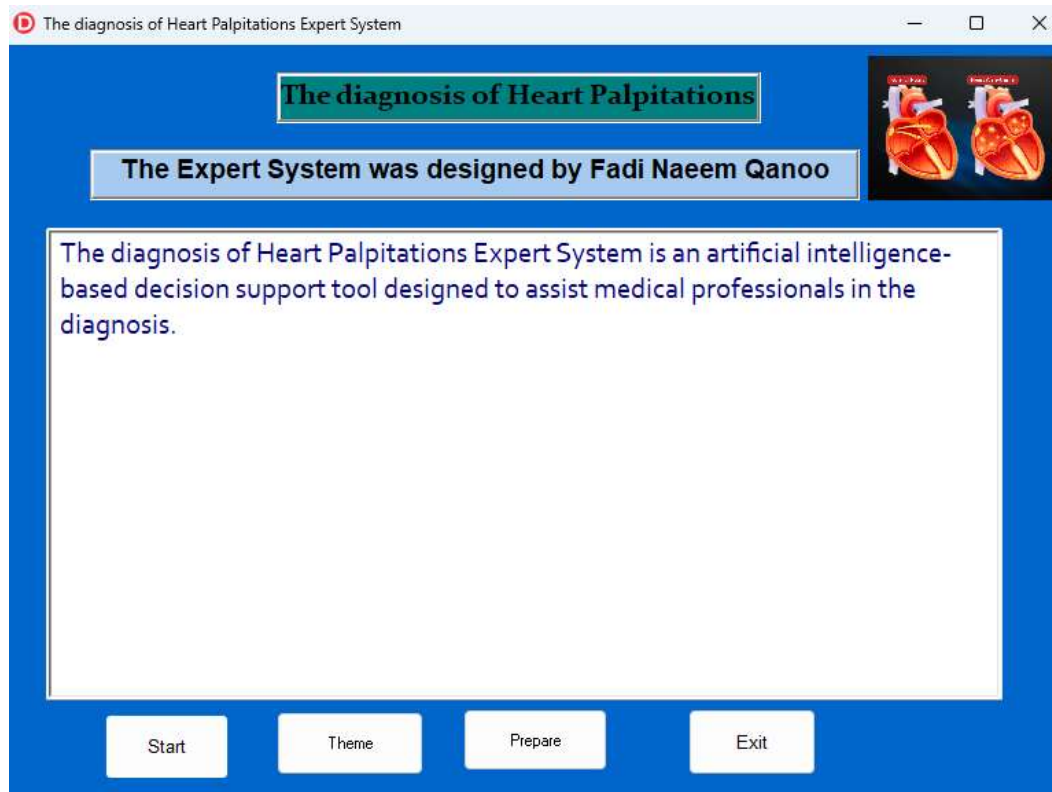 The diagnosis of Heart Palpitations Expert System
The diagnosis of Heart Palpitations
The Expert System was designed by Fadi Naeem Qanoo
The diagnosis of Heart Palpitations Expert System is an artificial intelligence-
based decision support tool designed to assist medical professionals in the
diagnosis.
Start
Theme
Prepare
Exit